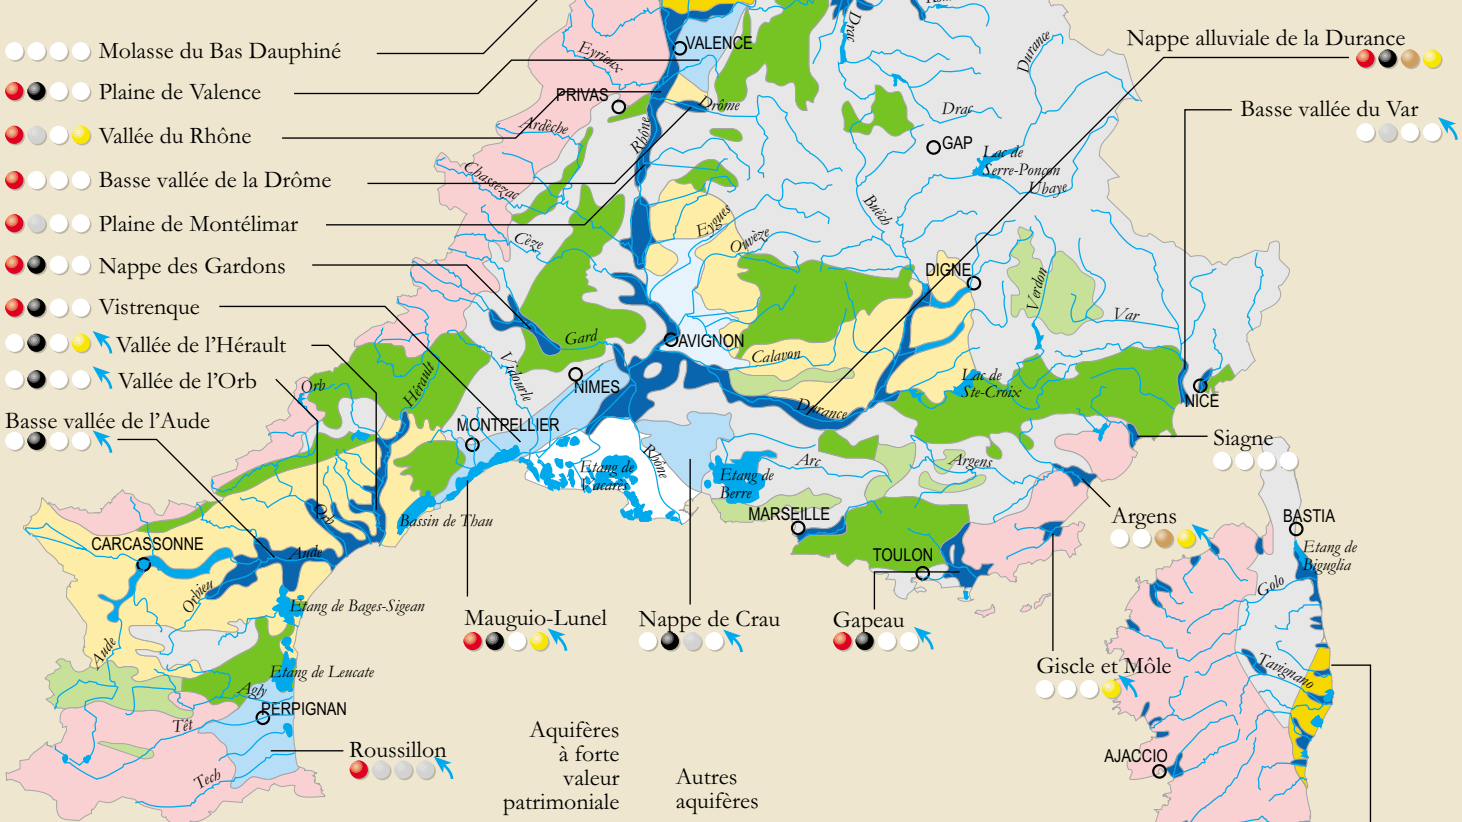 Molasse du Bas Dauphiné
Plaine de Valence
Vallée du Rhône
Basse vallée de la Drôme
Plaine de Montélimar
Nappe des Gardons
Vistrenque
Vallée de l'Hérault
Vallée de l'Orb
Basse vallée de l'Aude
Nappe alluviale de la Durance
Basse vallée du Var
Siagne
Argens
Giscle et Môle
Gapeau
Nappe de Crau
Mauguio-Lunel
Roussillon
VALENCE
PRIVAS
GAP
DIGNE
AVIGNON
NIMES
MONTPELLIER
MARSEILLE
TOULON
NICE
CARCASSONNE
PERPIGNAN
BASTIA
AJACCIO
Eyrieux
Ardèche
Chassezac
Cèze
Rhône
Drôme
Drac
Drac
Durance
Lac de
Serre-Ponçon
Ubaye
Buëch
Eygues
Ouvèze
Verdon
Var
Gard
Vidourle
Hérault
Orb
Calavon
Durance
Lac de
Ste-Croix
Rhône
Etang de
Vacarès
Etang de
Berre
Arc
Argens
Bassin de Thau
Orb
Aude
Orbieu
Aude
Etang de Bages-Sigean
Etang de Leucate
Agly
Têt
Tech
Etang de
Biguglia
Golo
Tavignano
Aquifères
à forte
valeur
patrimoniale
Autres
aquifères